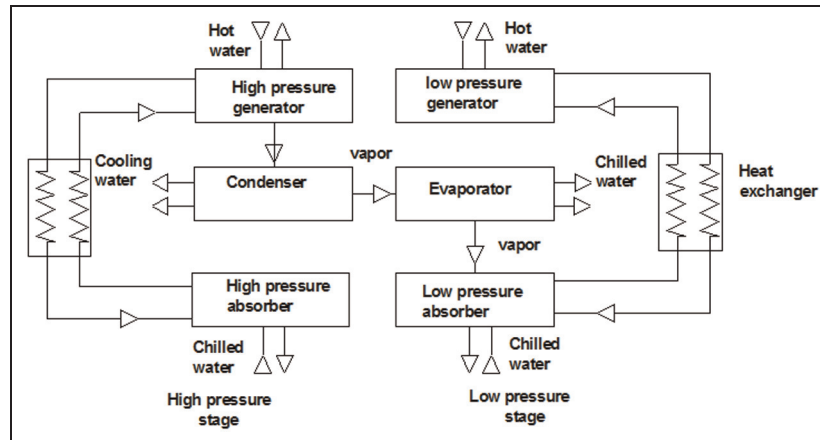 Hot
water
Hot
water
High pressure
generator
low pressure
generator
Cooling
water
Condenser
vapor
Evaporator
Chilled
water
Heat
exchanger
vapor
High pressure
absorber
Low pressure
absorber
Chilled
water
Chilled
water
High pressure
stage
Low pressure
stage